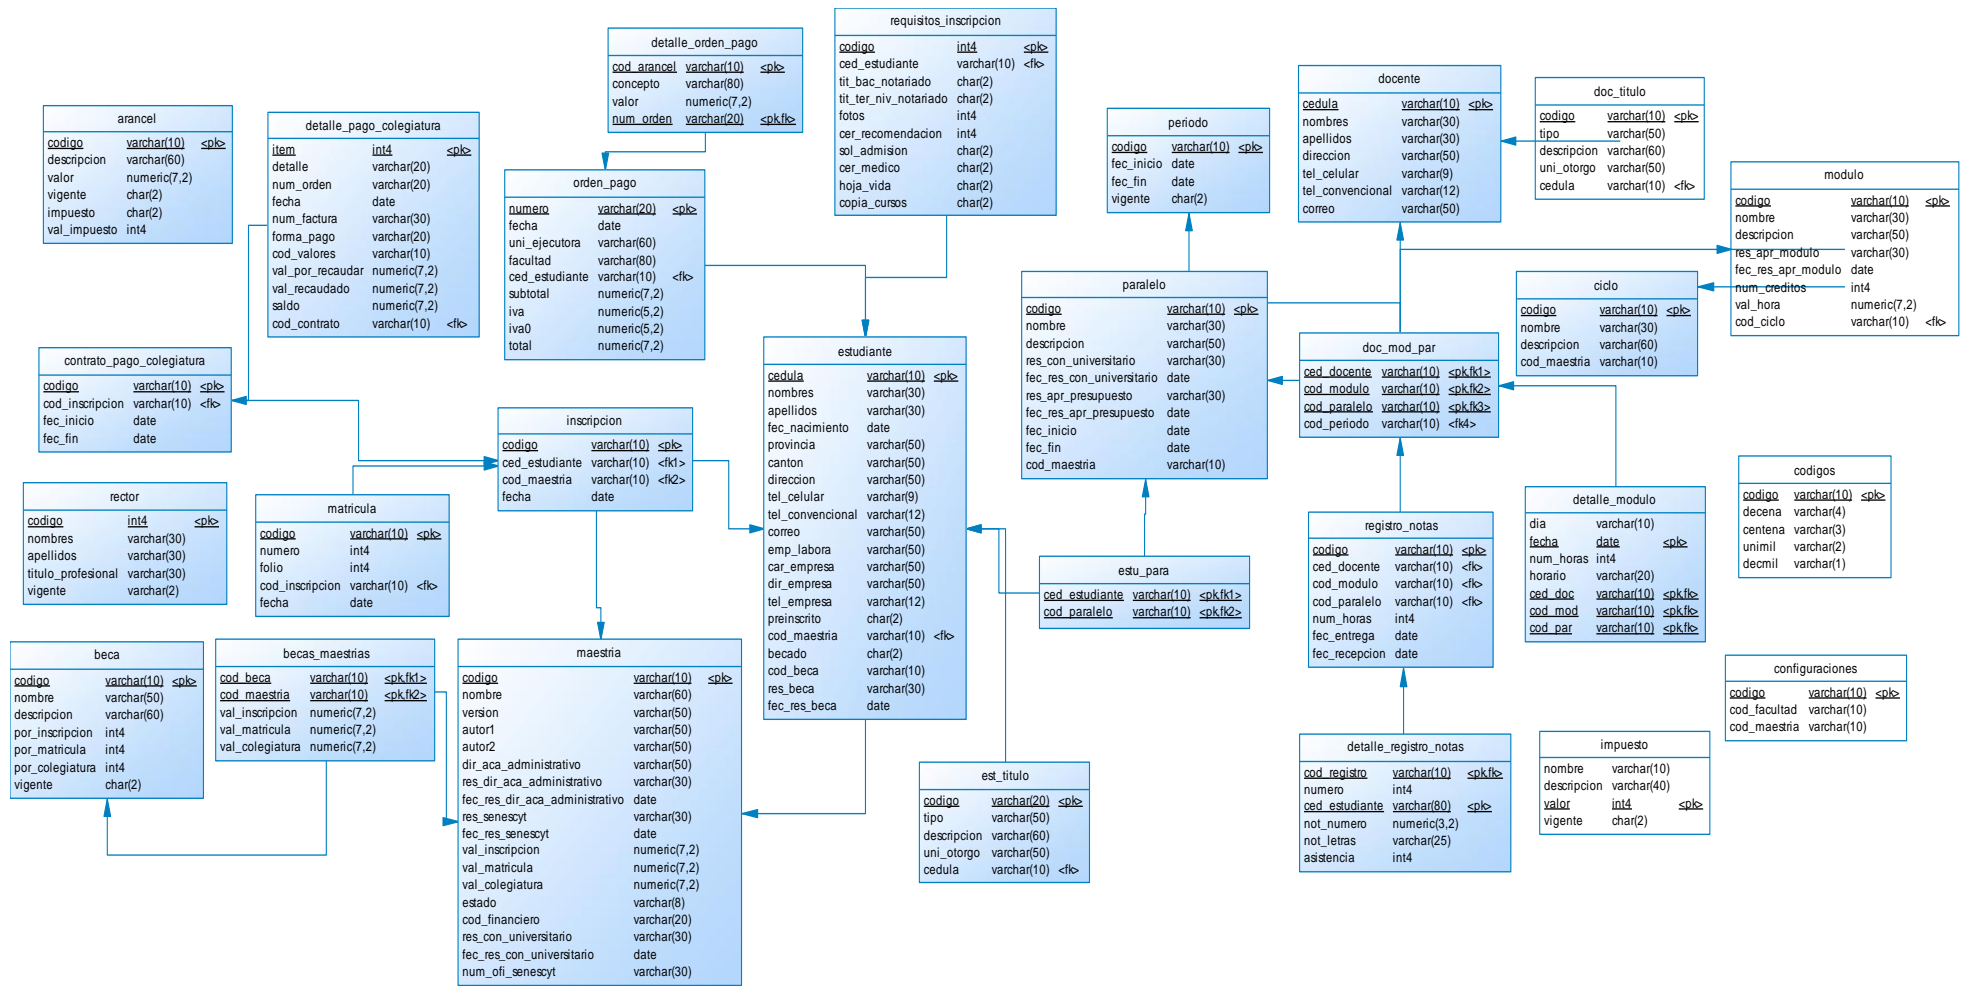 requisitos_inscripcion
codigo int4 <pk>
ced_estudiante varchar(10) <fk>
tit_bac_notariado char(2)
tit_ter_niv_notariado char(2)
fotos int4
cer_recomendacion int4
sol_admision char(2)
cer_medico char(2)
hoja_vida char(2)
copia_cursos char(2)
detalle_orden_pago
cod_arancel varchar(10) <pk>
concepto varchar(80)
valor numeric(7,2)
num_orden varchar(20) <pk,fk>
docente
cedula varchar(10) <pk>
nombres varchar(30)
apellidos varchar(30)
direccion varchar(50)
tel_celular varchar(9)
tel_convencional varchar(12)
correo varchar(50)
doc_titulo
codigo varchar(10) <pk>
tipo varchar(50)
descripcion varchar(60)
uni_otorgo varchar(50)
cedula varchar(10) <fk>
arancel
codigo varchar(10) <pk>
descripcion varchar(60)
valor numeric(7,2)
vigente char(2)
impuesto char(2)
val_impuesto int4
detalle_pago_colegiatura
item int4 <pk>
detalle varchar(20)
num_orden varchar(20)
fecha date
num_factura varchar(30)
forma_pago varchar(20)
cod_valores varchar(10)
val_por_recaudar numeric(7,2)
val_recaudado numeric(7,2)
saldo numeric(7,2)
cod_contrato varchar(10) <fk>
periodo
codigo varchar(10) <pk>
fec_inicio date
fec_fin date
vigente char(2)
orden_pago
numero varchar(20) <pk>
fecha date
uni_ejecutora varchar(60)
facultad varchar(80)
ced_estudiante varchar(10) <fk>
subtotal numeric(7,2)
iva numeric(5,2)
iva0 numeric(5,2)
total numeric(7,2)
modulo
codigo varchar(10) <pk>
nombre varchar(30)
descripcion varchar(50)
res_apr_modulo varchar(30)
fec_res_apr_modulo date
num_creditos int4
val_hora numeric(7,2)
cod_ciclo varchar(10) <fk>
paralelo
codigo varchar(10) <pk>
nombre varchar(30)
descripcion varchar(50)
res_con_universitario varchar(30)
fec_res_con_universitario date
res_apr_presupuesto varchar(30)
fec_res_apr_presupuesto date
fec_inicio date
fec_fin date
cod_maestria varchar(10)
ciclo
codigo varchar(10) <pk>
nombre varchar(30)
descripcion varchar(60)
cod_maestria varchar(10)
contrato_pago_colegiatura
codigo varchar(10) <pk>
cod_inscripcion varchar(10) <fk>
fec_inicio date
fec_fin date
estudiante
cedula varchar(10) <pk>
nombres varchar(30)
apellidos varchar(30)
fec_nacimiento date
provincia varchar(50)
canton varchar(50)
direccion varchar(50)
tel_celular varchar(9)
tel_convencional varchar(12)
correo varchar(50)
emp_labora varchar(50)
car_empresa varchar(50)
dir_empresa varchar(50)
tel_empresa varchar(12)
preinscrito char(2)
cod_maestria varchar(10) <fk>
becado char(2)
cod_beca varchar(10)
res_beca varchar(30)
fec_res_beca date
doc_mod_par
ced_docente varchar(10) <pk,fk1>
cod_modulo varchar(10) <pk,fk2>
cod_paralelo varchar(10) <pk,fk3>
cod_periodo varchar(10) <fk4>
inscripcion
codigo varchar(10) <pk>
ced_estudiante varchar(10) <fk1>
cod_maestria varchar(10) <fk2>
fecha date
codigos
codigo varchar(10) <pk>
decena varchar(4)
centena varchar(3)
unimil varchar(2)
decmil varchar(1)
rector
codigo int4 <pk>
nombres varchar(30)
apellidos varchar(30)
titulo_profesional varchar(30)
vigente varchar(2)
matricula
codigo varchar(10) <pk>
numero int4
folio int4
cod_inscripcion varchar(10) <fk>
fecha date
detalle_modulo
dia varchar(10)
fecha date <pk>
num_horas int4
horario varchar(20)
ced_doc varchar(10) <pk,fk>
cod_mod varchar(10) <pk,fk>
cod_par varchar(10) <pk,fk>
registro_notas
codigo varchar(10) <pk>
ced_docente varchar(10) <fk>
cod_modulo varchar(10) <fk>
cod_paralelo varchar(10) <fk>
num_horas int4
fec_entrega date
fec_recepcion date
estu_para
ced_estudiante varchar(10) <pk,fk1>
cod_paralelo varchar(10) <pk,fk2>
beca
codigo varchar(10) <pk>
nombre varchar(50)
descripcion varchar(60)
por_inscripcion int4
por_matricula int4
por_colegiatura int4
vigente char(2)
becas_maestrias
cod_beca varchar(10) <pk,fk1>
cod_maestria varchar(10) <pk,fk2>
val_inscripcion numeric(7,2)
val_matricula numeric(7,2)
val_colegiatura numeric(7,2)
maestria
codigo varchar(10) <pk>
nombre varchar(60)
version varchar(50)
autor1 varchar(50)
autor2 varchar(50)
dir_aca_administrativo varchar(50)
res_dir_aca_administrativo varchar(30)
fec_res_dir_aca_administrativo date
res_senescyt varchar(30)
fec_res_senescyt date
val_inscripcion numeric(7,2)
val_matricula numeric(7,2)
val_colegiatura numeric(7,2)
estado varchar(8)
cod_financiero varchar(20)
res_con_universitario varchar(30)
fec_res_con_universitario date
num_ofi_senescyt varchar(30)
configuraciones
codigo varchar(10) <pk>
cod_facultad varchar(10)
cod_maestria varchar(10)
impuesto
nombre varchar(10)
descripcion varchar(40)
valor int4 <pk>
vigente char(2)
detalle_registro_notas
cod_registro varchar(10) <pk,fk>
numero int4
ced_estudiante varchar(80) <pk>
not_numero numeric(3,2)
not_letras varchar(25)
asistencia int4
est_titulo
codigo varchar(20) <pk>
tipo varchar(50)
descripcion varchar(60)
uni_otorgo varchar(50)
cedula varchar(10) <fk>